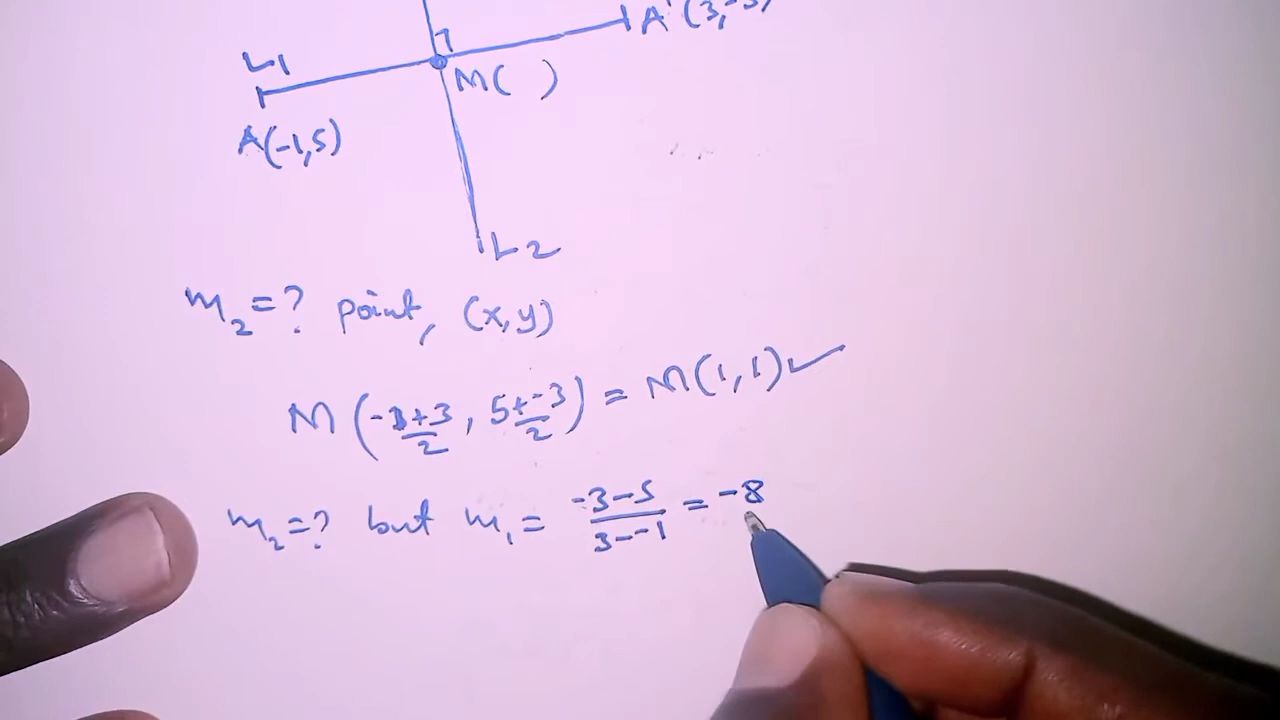 A'(3,-3)
L1
M( )
A(-1,5)
L2
m₂=? point, (x,y)
M(-1+3/2, 5+-3/2) = M(1,1)✓
m₂=? but m₁ = -3-5/3--1 = -8